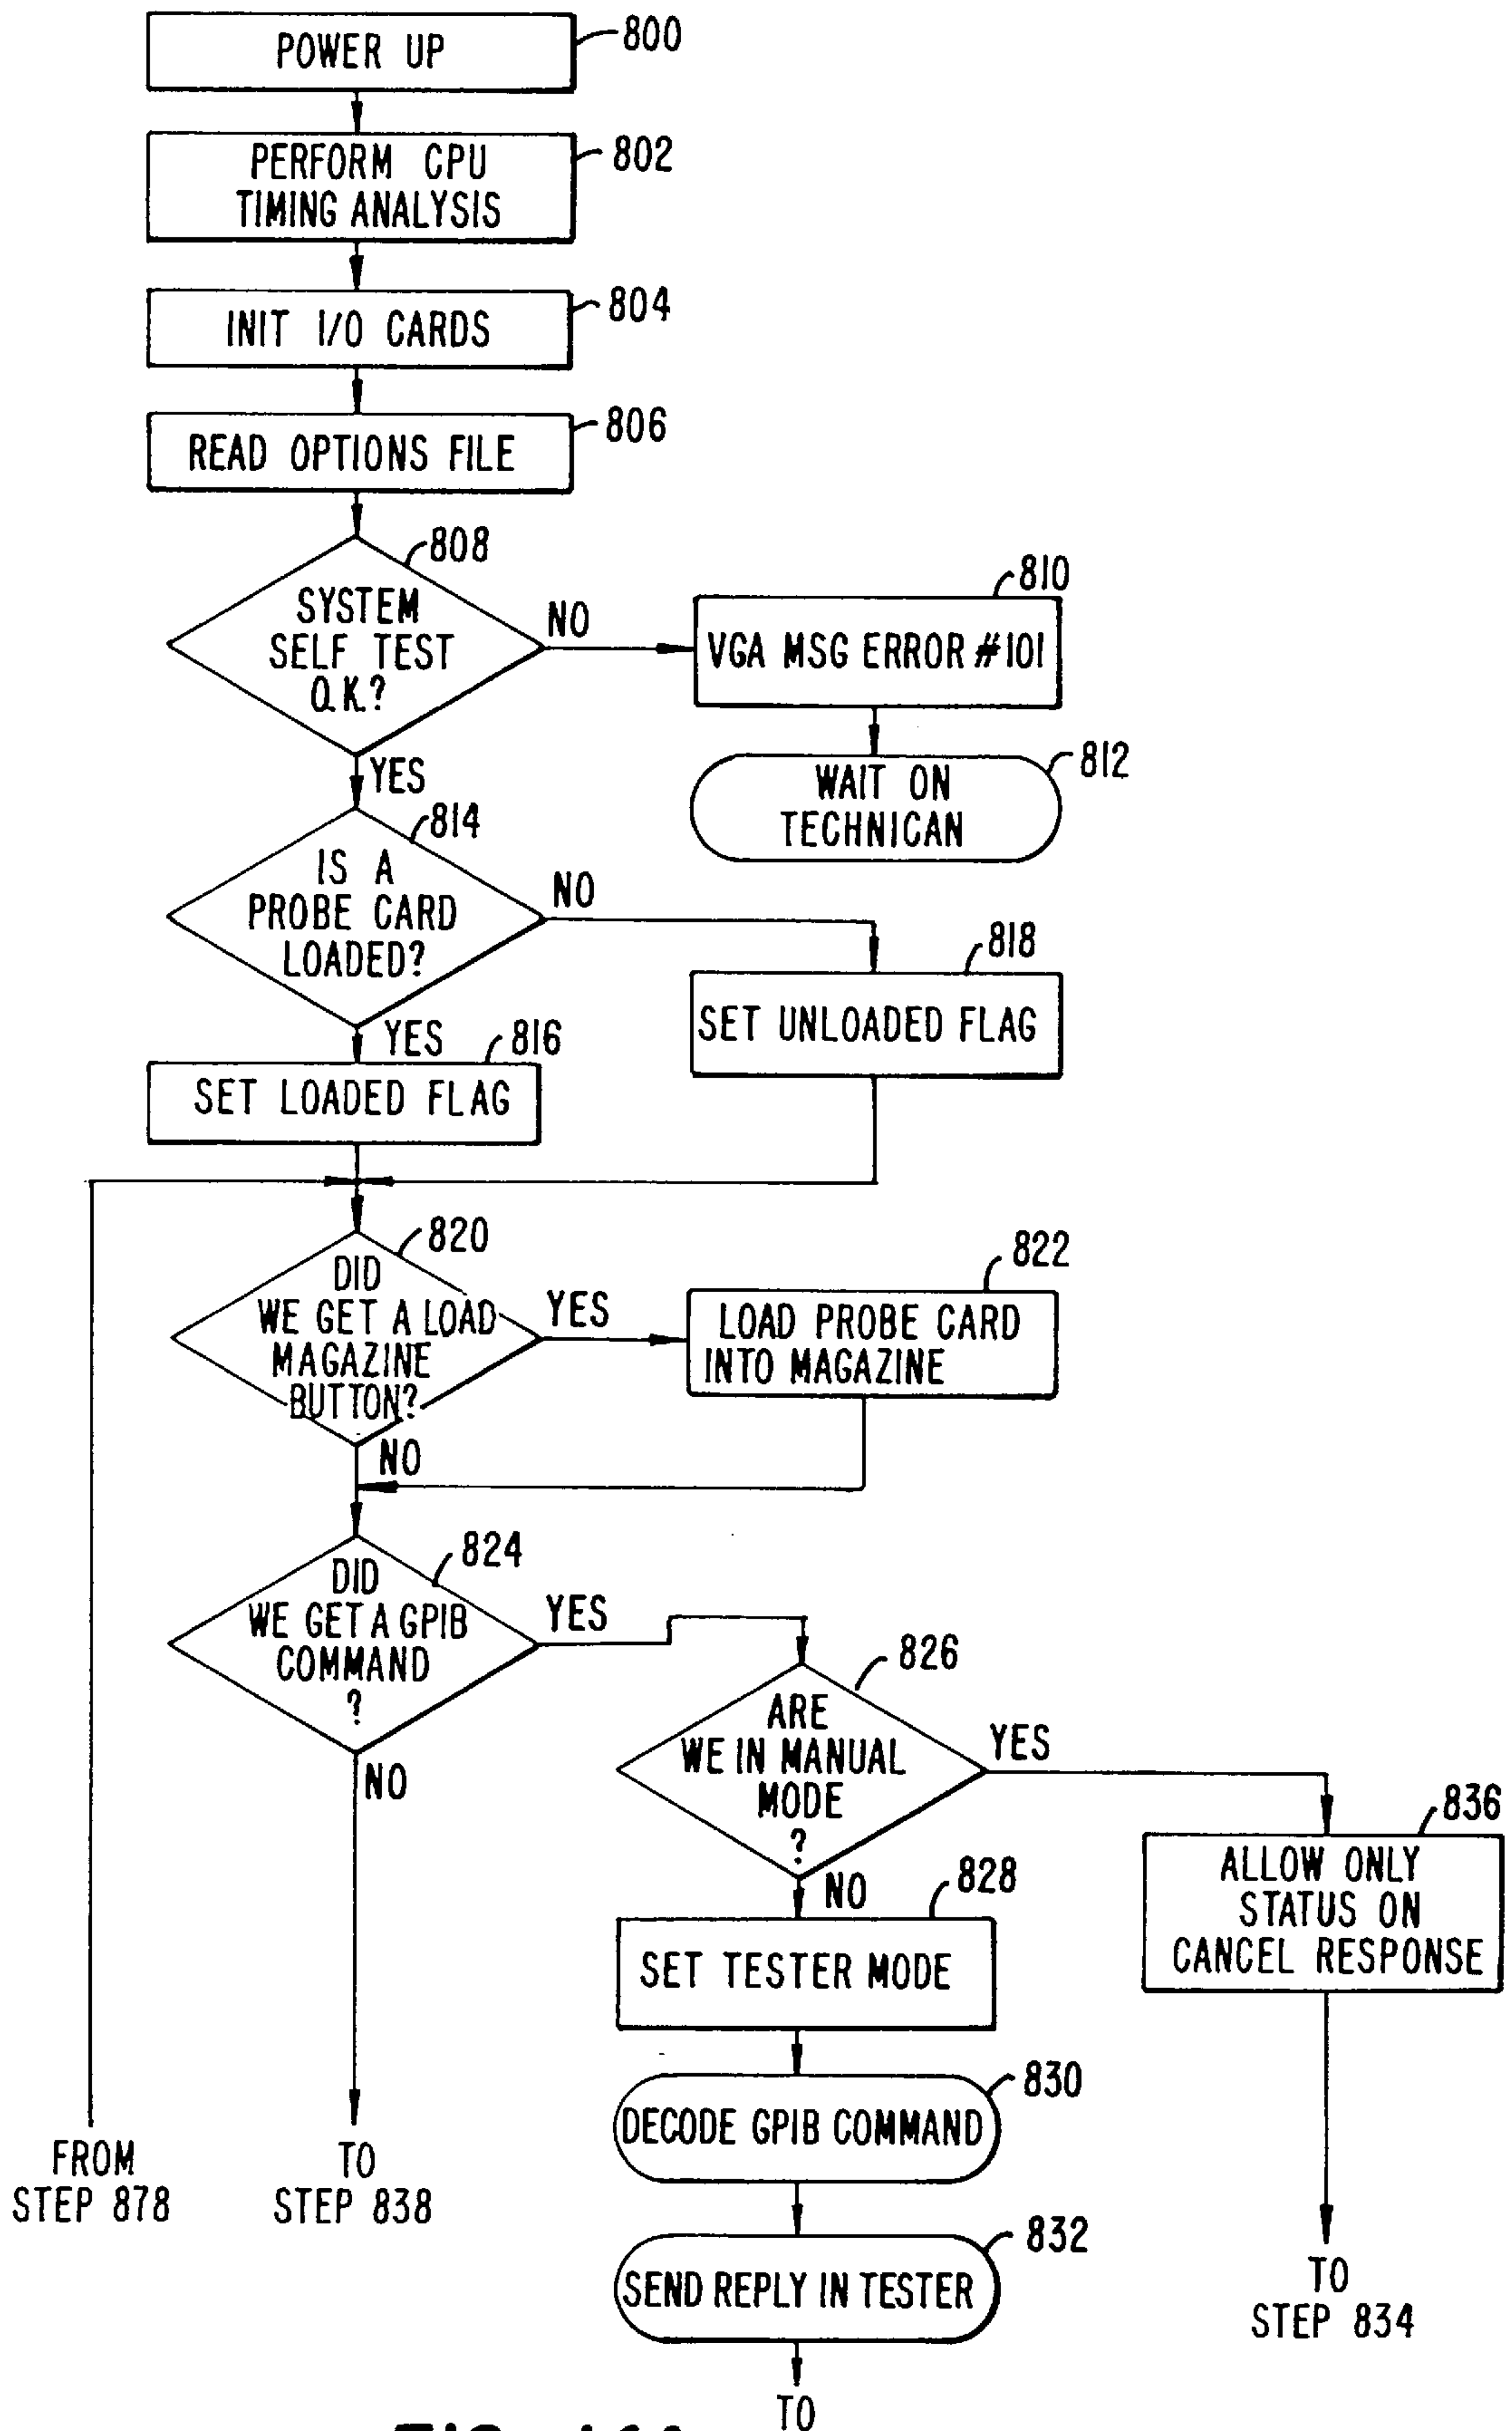 POWER UP
800
PERFORM CPU
TIMING ANALYSIS
802
INIT I/O CARDS
804
READ OPTIONS FILE
806
808
SYSTEM
SELF TEST
O.K.?
NO
810
VGA MSG ERROR #101
812
WAIT ON
TECHNICAN
YES
814
IS A
PROBE CARD
LOADED?
NO
818
SET UNLOADED FLAG
YES
816
SET LOADED FLAG
820
DID
WE GET A LOAD
MAGAZINE
BUTTON?
YES
822
LOAD PROBE CARD
INTO MAGAZINE
NO
824
DID
WE GET A GPIB
COMMAND
?
YES
NO
826
ARE
WE IN MANUAL
MODE
?
YES
836
ALLOW ONLY
STATUS ON
CANCEL RESPONSE
NO
828
SET TESTER MODE
830
DECODE GPIB COMMAND
832
SEND REPLY IN TESTER
FROM
STEP 878
TO
STEP 838
TO
STEP 834
TO